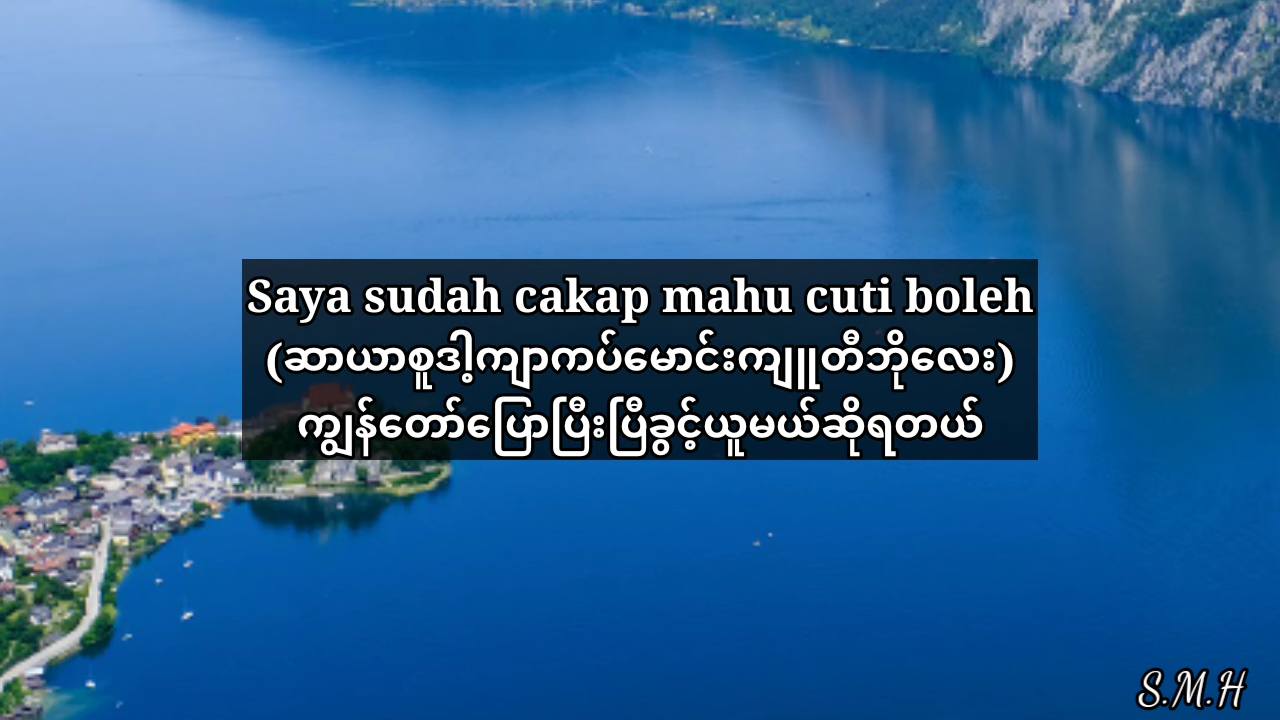 Saya sudah cakap mahu cuti boleh
(ဆာယာစူဒါ့ကျာကပ်မောင်းကျူူတီဘိုလေး)
ကျွန်တော်ပြောပြီးပြီခွင့်ယူမယ်ဆိုရတယ်
S.M.H